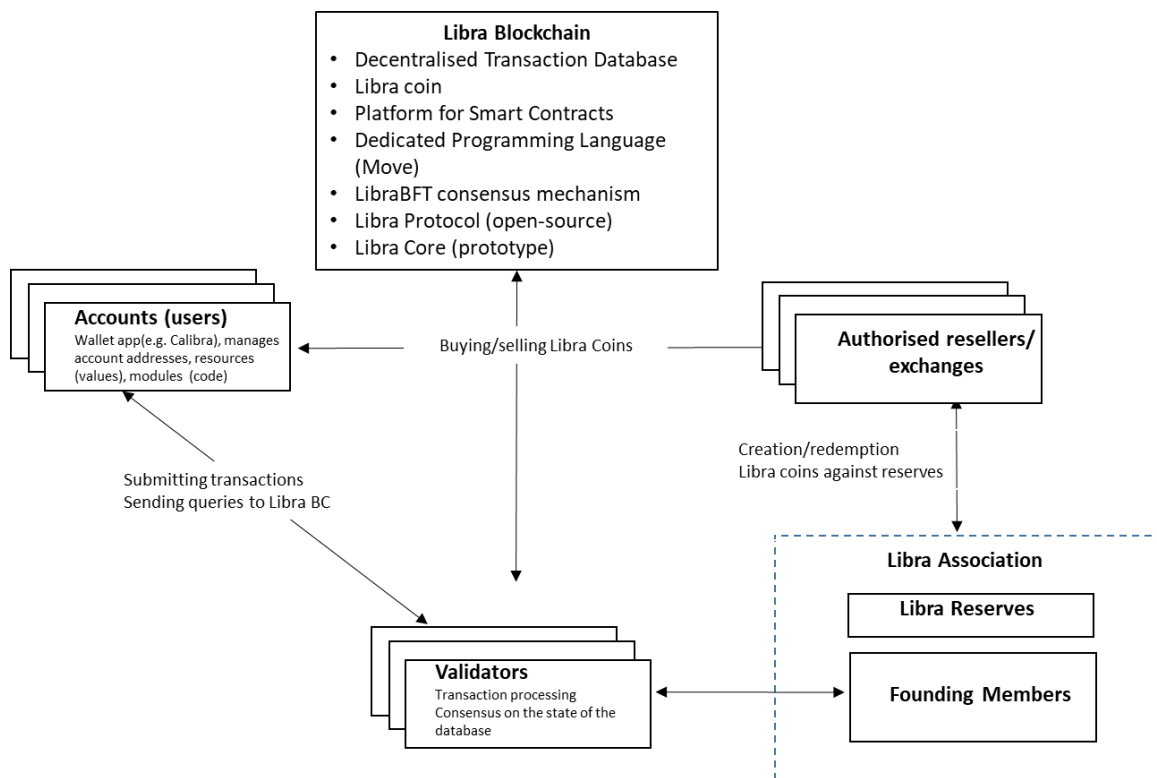 Libra Blockchain
• Decentralised Transaction Database
• Libra coin
• Platform for Smart Contracts
• Dedicated Programming Language
(Move)
• LibraBFT consensus mechanism
• Libra Protocol (open-source)
• Libra Core (prototype)
Accounts (users)
Wallet app(e.g. Calibra), manages
account addresses, resources
(values), modules (code)
Buying/selling Libra Coins
Authorised resellers/
exchanges
Creation/redemption
Libra coins against reserves
Submitting transactions
Sending queries to Libra BC
Libra Association
Libra Reserves
Founding Members
Validators
Transaction processing
Consensus on the state of the
database